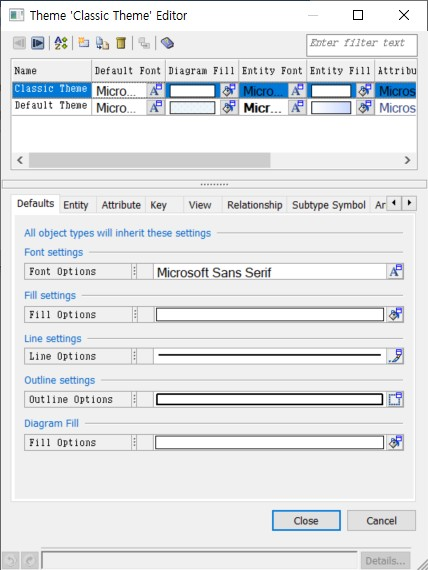 Theme 'Classic Theme' Editor
Enter filter text
Name Default Font Diagram Fill Entity Font Entity Fill Attribu
Classic Theme Micro... Micro... Micros
Default Theme Micro... Micr... Micros
Defaults Entity Attribute Key View Relationship Subtype Symbol Ar
All object types will inherit these settings
Font settings
Font Options Microsoft Sans Serif
Fill settings
Fill Options
Line settings
Line Options
Outline settings
Outline Options
Diagram Fill
Fill Options
Close Cancel
Details...